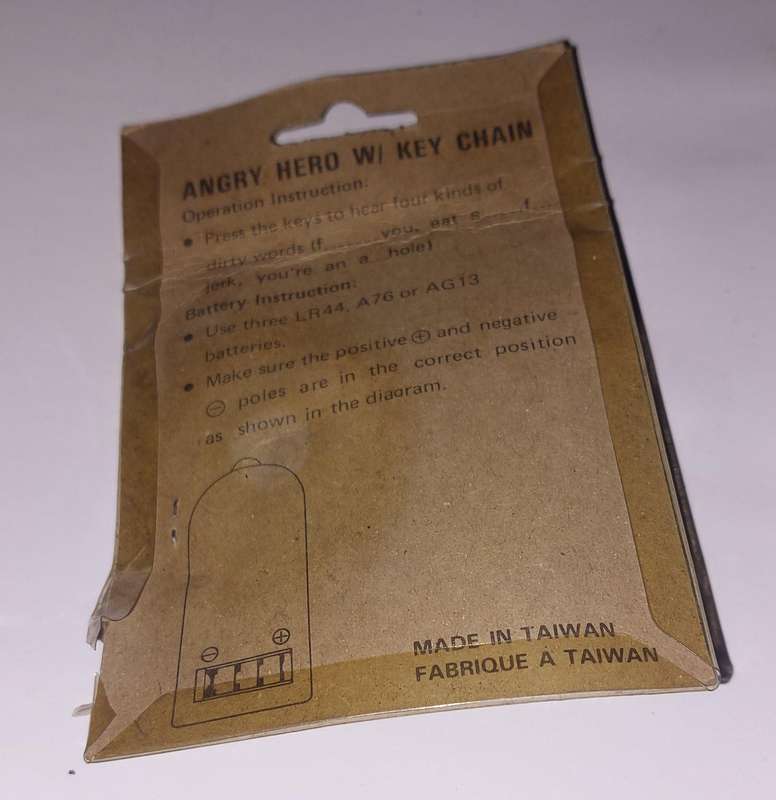 ANGRY HERO W/ KEY CHAIN
Operation Instruction:
• Press the keys to hear four kinds of
dirty words (f.......you, eat s----f....
jerk, you're an a hole)
Battery Instruction:
• Use three LR44, A76 or AG13
batteries.
• Make sure the positive ⊕ and negative
⊖ poles are in the correct position
as shown in the diagram.
⊖ ⊕
MADE IN TAIWAN
FABRIQUE À TAIWAN